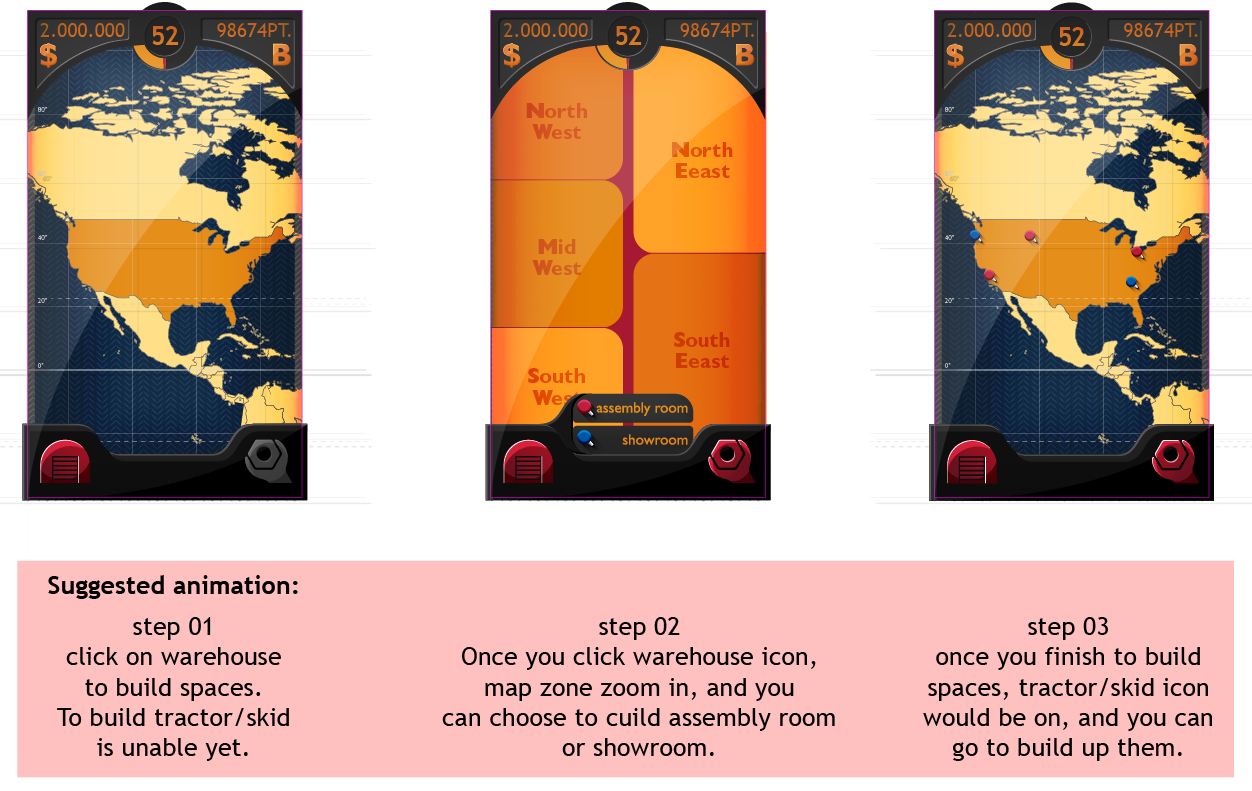 2.000.000
52
98674PT.
$
B
80°
40°
20°
0°
2.000.000
52
98674PT.
$
B
North
West
North
Eeast
Mid
West
South
Eeast
South
West
assembly room
showroom
2.000.000
52
98674PT.
$
B
80°
40°
20°
0°
Suggested animation:
step 01
click on warehouse
to build spaces.
To build tractor/skid
is unable yet.
step 02
Once you click warehouse icon,
map zone zoom in, and you
can choose to cuild assembly room
or showroom.
step 03
once you finish to build
spaces, tractor/skid icon
would be on, and you can
go to build up them.